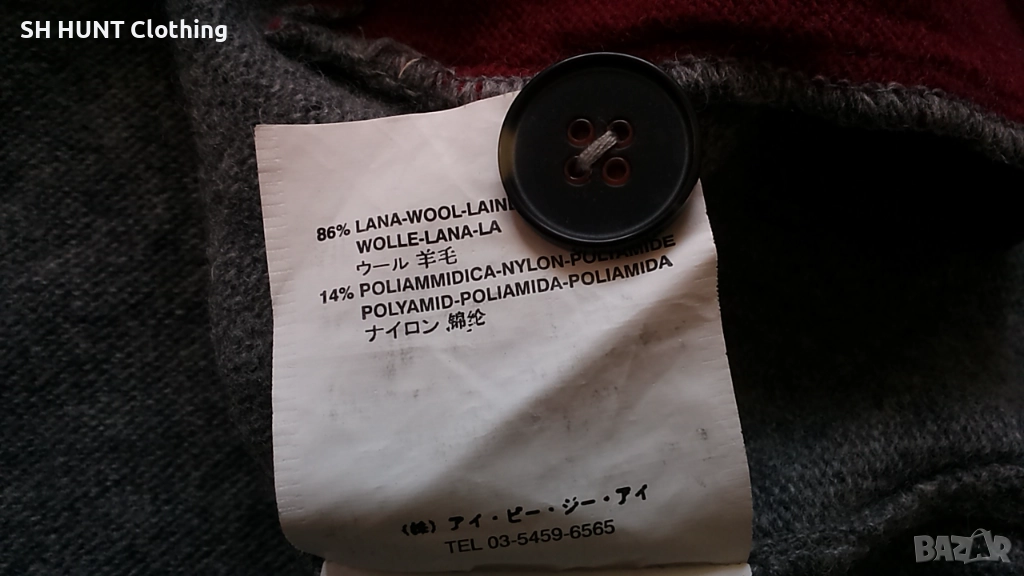 SH HUNT Clothing
86% LANA-WOOL-LAINE
WOLLE-LANA-LA
ウール 羊毛
14% POLIAMMIDICA-NYLON-POLYAMIDE
POLYAMID-POLIAMIDA-POLIAMIDA
ナイロン 锦纶
(株) アイ・ピー・ジー・アイ
TEL 03-5459-6565
BAZAR